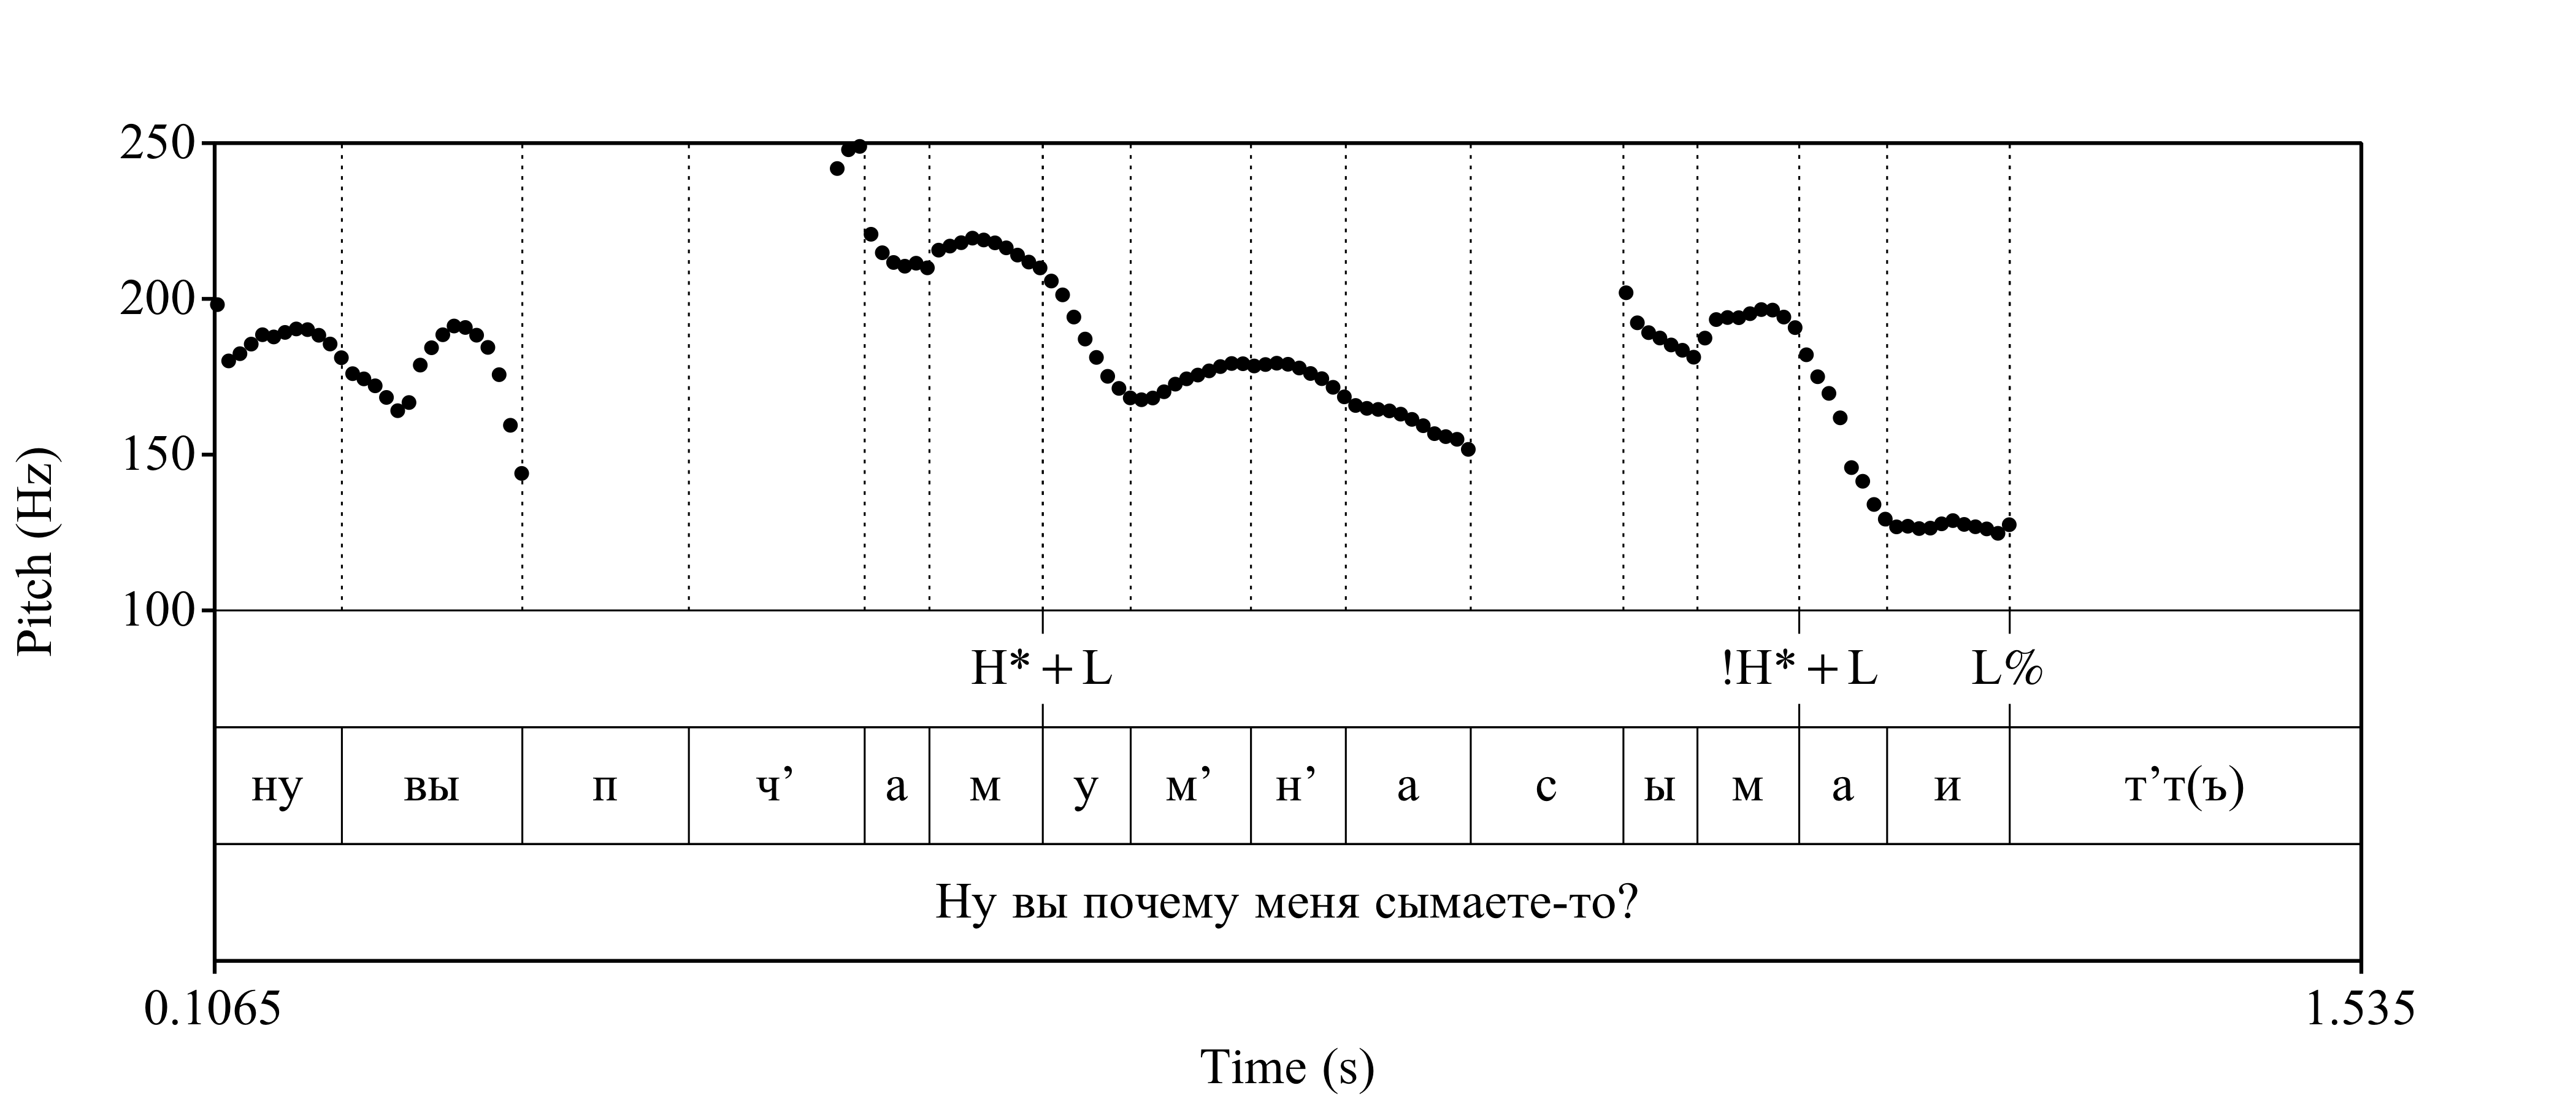 250
200
150
100
Pitch (Hz)
H* + L !H* + L L%
ну вы п ч’ а м у м’ н’ а с ы м а и т’т(ъ)
Ну вы почему меня сымаете-то?
0.1065 1.535
Time (s)